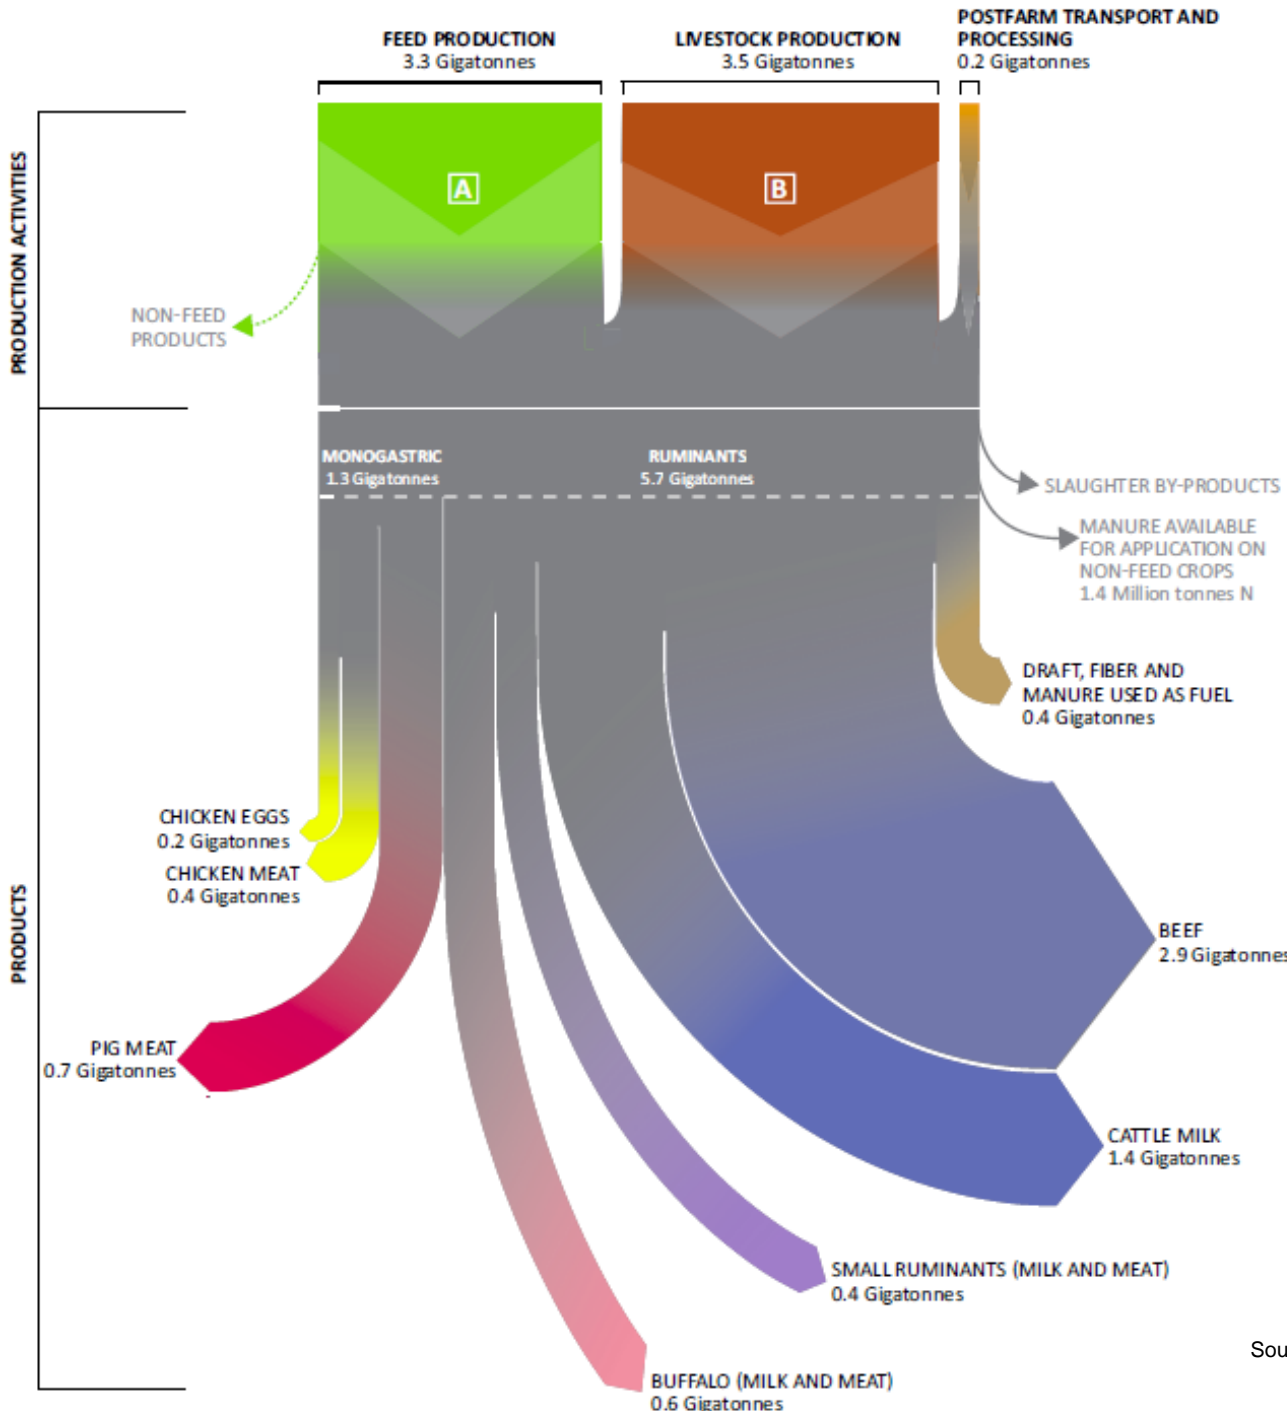 FEED PRODUCTION
3.3 Gigatonnes
LIVESTOCK PRODUCTION
3.5 Gigatonnes
POSTFARM TRANSPORT AND
PROCESSING
0.2 Gigatonnes
PRODUCTION ACTIVITIES
A
B
NON-FEED
PRODUCTS
MONOGASTRIC
1.3 Gigatonnes
RUMINANTS
5.7 Gigatonnes
SLAUGHTER BY-PRODUCTS
MANURE AVAILABLE
FOR APPLICATION ON
NON-FEED CROPS
1.4 Million tonnes N
DRAFT, FIBER AND
MANURE USED AS FUEL
0.4 Gigatonnes
PRODUCTS
CHICKEN EGGS
0.2 Gigatonnes
CHICKEN MEAT
0.4 Gigatonnes
BEEF
2.9 Gigatonnes
PIG MEAT
0.7 Gigatonnes
CATTLE MILK
1.4 Gigatonnes
SMALL RUMINANTS (MILK AND MEAT)
0.4 Gigatonnes
BUFFALO (MILK AND MEAT)
0.6 Gigatonnes
Sou